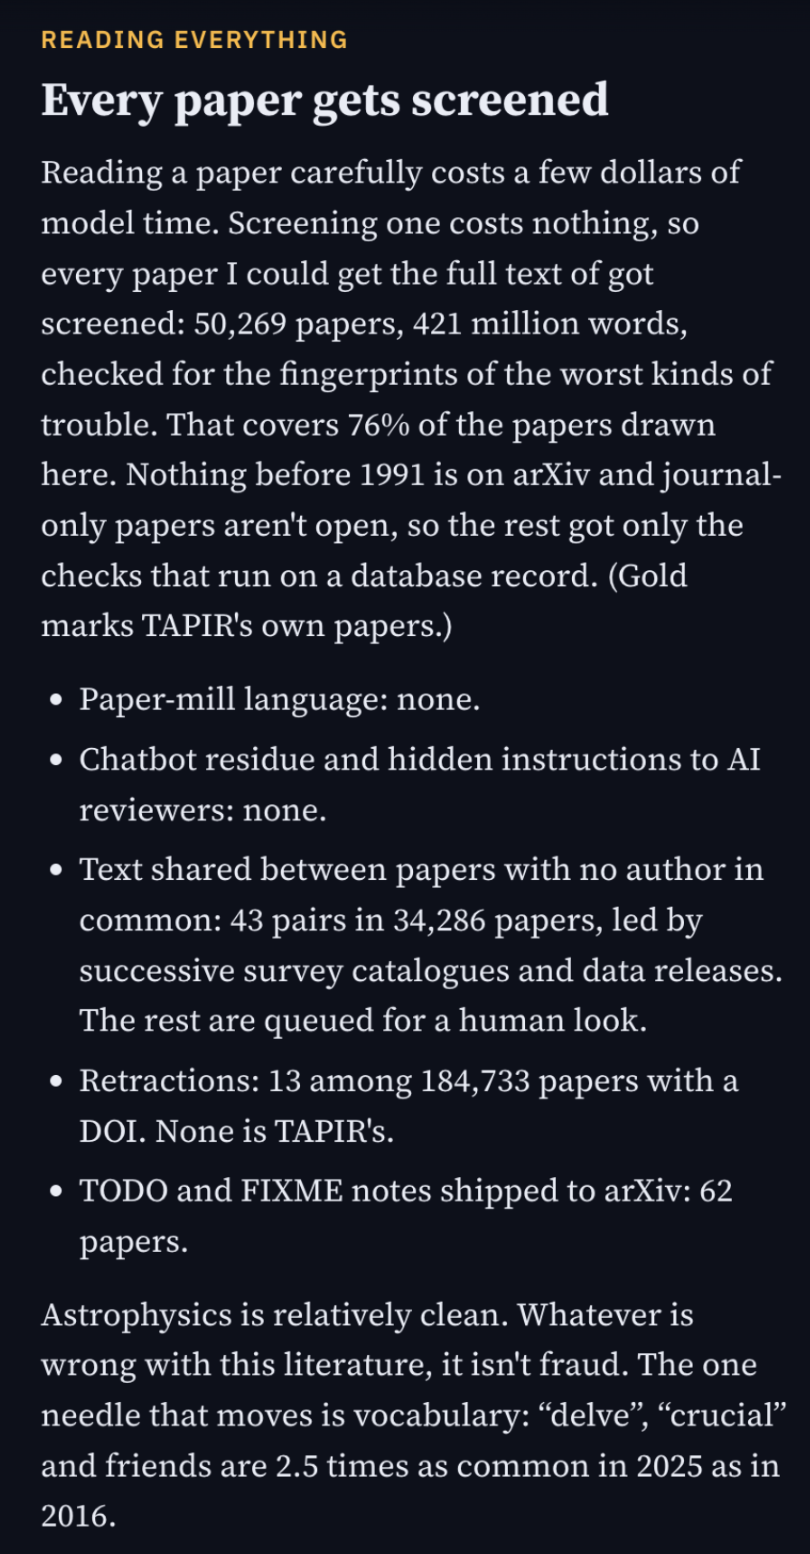 READING EVERYTHING
Every paper gets screened
Reading a paper carefully costs a few dollars of
model time. Screening one costs nothing, so
every paper I could get the full text of got
screened: 50,269 papers, 421 million words,
checked for the fingerprints of the worst kinds of
trouble. That covers 76% of the papers drawn
here. Nothing before 1991 is on arXiv and journal-
only papers aren't open, so the rest got only the
checks that run on a database record. (Gold
marks TAPIR's own papers.)
• Paper-mill language: none.
• Chatbot residue and hidden instructions to AI
reviewers: none.
• Text shared between papers with no author in
common: 43 pairs in 34,286 papers, led by
successive survey catalogues and data releases.
The rest are queued for a human look.
• Retractions: 13 among 184,733 papers with a
DOI. None is TAPIR's.
• TODO and FIXME notes shipped to arXiv: 62
papers.
Astrophysics is relatively clean. Whatever is
wrong with this literature, it isn't fraud. The one
needle that moves is vocabulary: “delve”, “crucial”
and friends are 2.5 times as common in 2025 as in
2016.